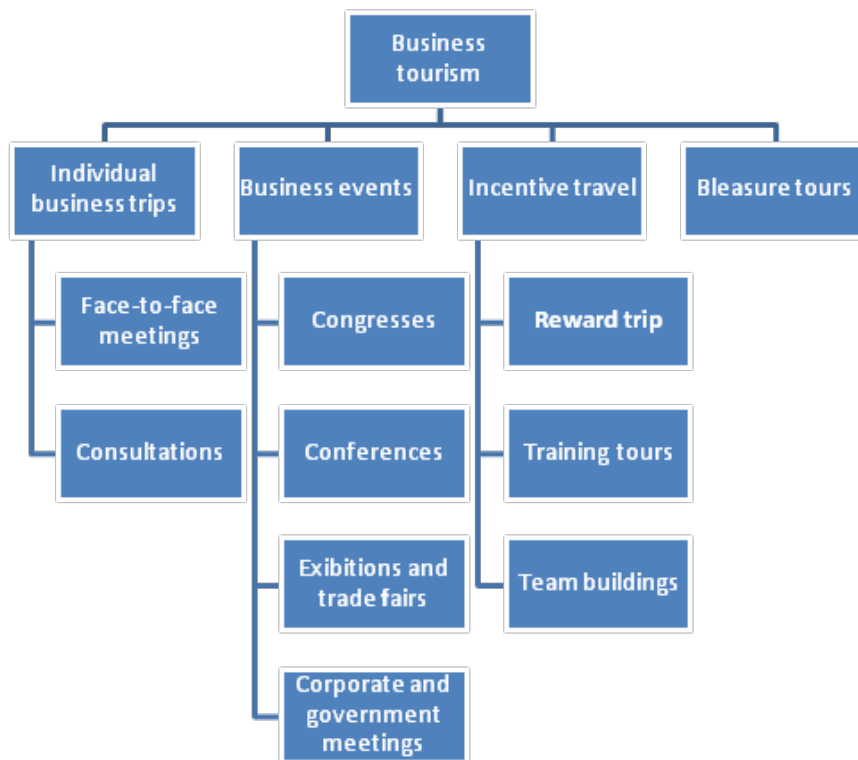 Business
tourism
Individual
business trips
Business events
Incentive travel
Bleasure tours
Face-to-face
meetings
Congresses
Reward trip
Consultations
Conferences
Training tours
Exibitions and
trade fairs
Team buildings
Corporate and
government
meetings